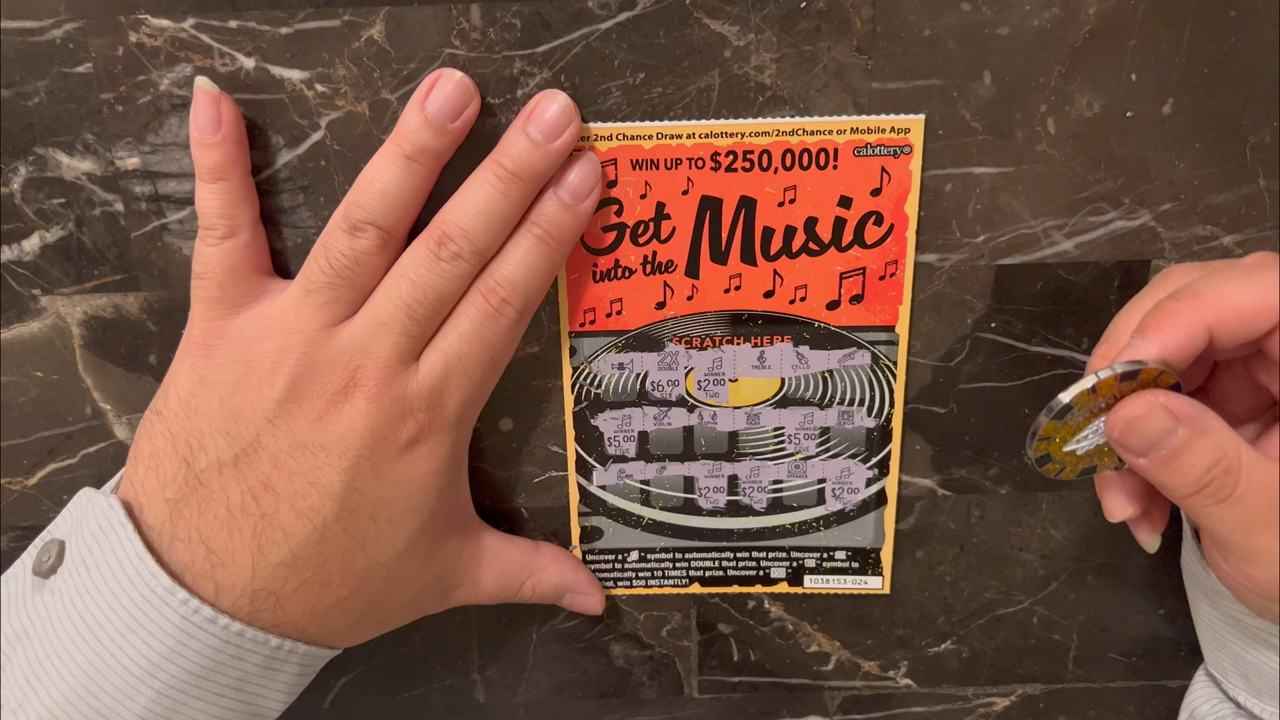 er 2nd Chance Draw at calottery.com/2ndChance or Mobile App
WIN UP TO $250,000!
calottery
Get
into the
Music
SCRATCH HERE
2X
DOUBLE
WINNER
TREBLE
CELLO
$6.00
SIX
$2.00
TWO
WINNER
VIOLIN
WINNER
$5.00
FIVE
$5.00
FIVE
WINNER
WINNER
SPEAKER
WINNER
$2.00
TWO
$2.00
TWO
$2.00
TWO
Uncover a " " symbol to automatically win that prize. Uncover a "
ymbol to automatically win DOUBLE that prize. Uncover a " " symbol to
tomatically win 10 TIMES that prize. Uncover a " "
bol, win $50 INSTANTLY!
1038153-024